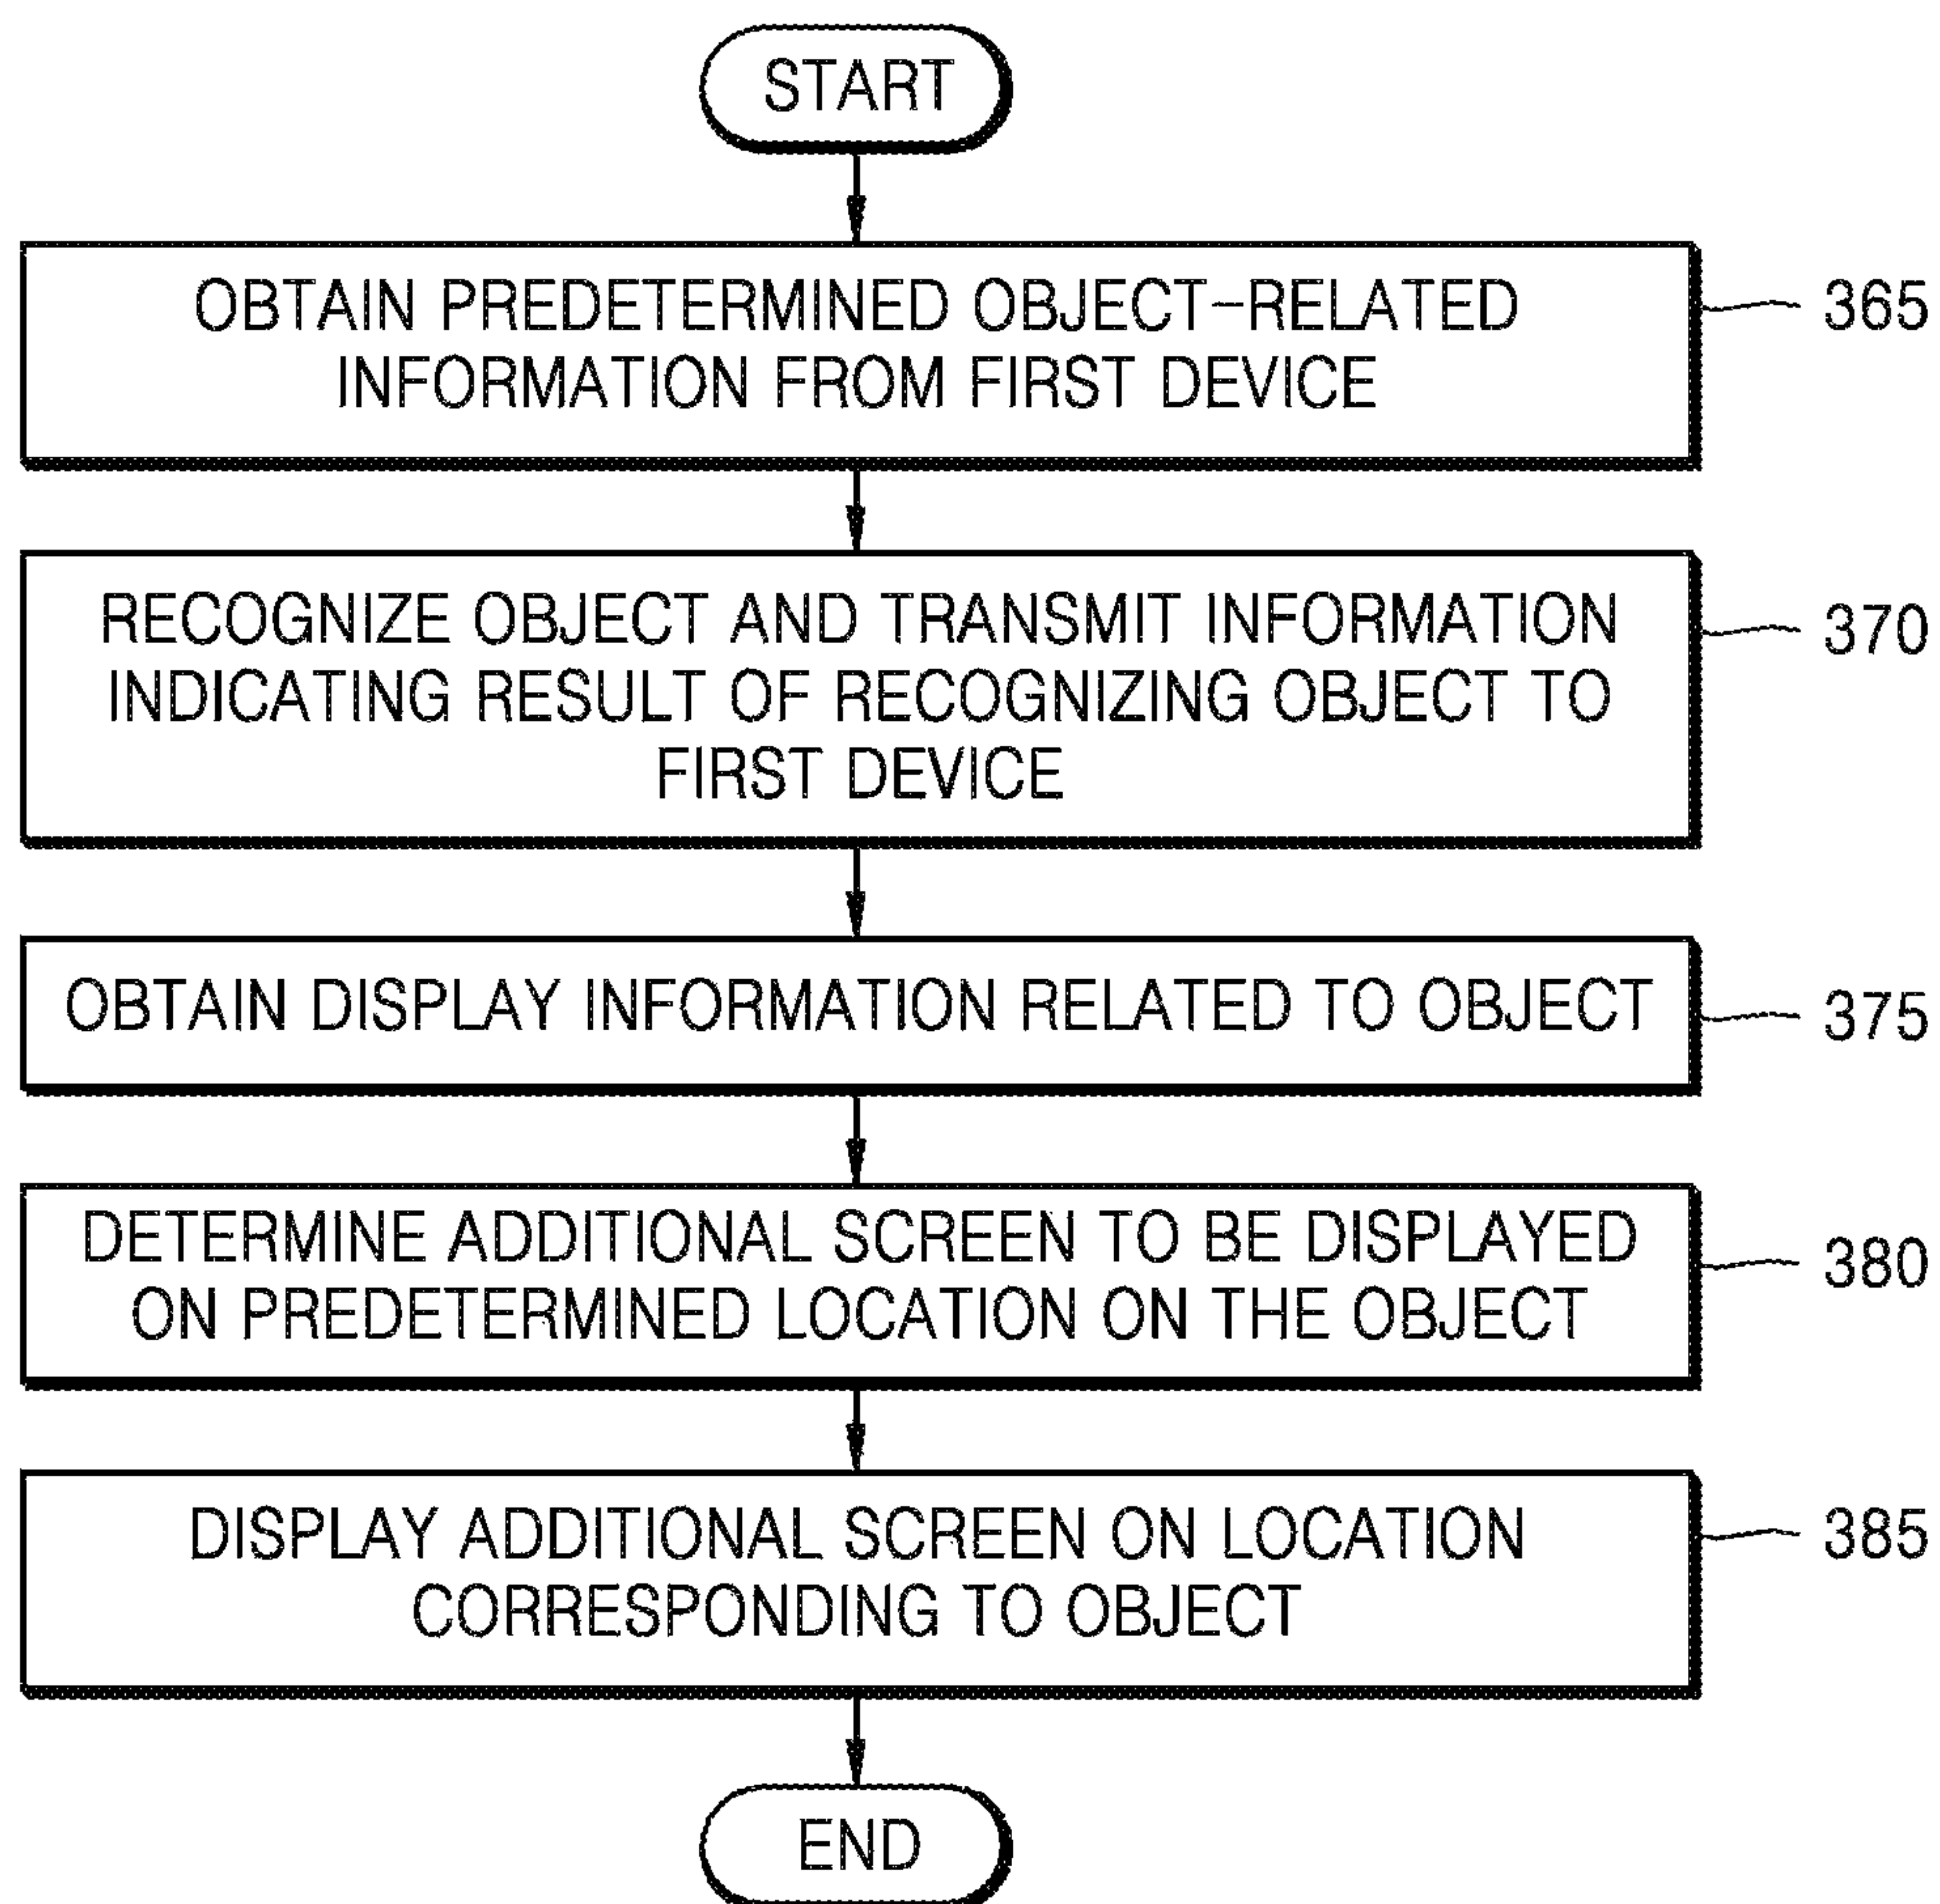 START
OBTAIN PREDETERMINED OBJECT-RELATED
INFORMATION FROM FIRST DEVICE
365
RECOGNIZE OBJECT AND TRANSMIT INFORMATION
INDICATING RESULT OF RECOGNIZING OBJECT TO
FIRST DEVICE
370
OBTAIN DISPLAY INFORMATION RELATED TO OBJECT
375
DETERMINE ADDITIONAL SCREEN TO BE DISPLAYED
ON PREDETERMINED LOCATION ON THE OBJECT
380
DISPLAY ADDITIONAL SCREEN ON LOCATION
CORRESPONDING TO OBJECT
385
END